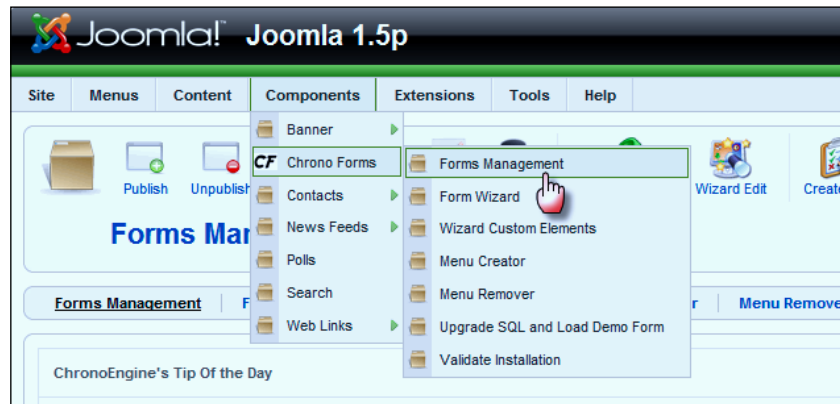 Joomla!™ Joomla 1.5p
Site Menus Content Components Extensions Tools Help
Banner
CF Chrono Forms Forms Management
Publish Unpublish Wizard Edit
Contacts Form Wizard
Forms
News Feeds Wizard Custom Elements
Polls Menu Creator
Search Menu Remover
Forms Management
Web Links Upgrade SQL and Load Demo Form
Validate Installation
ChronoEngine's Tip Of the Day